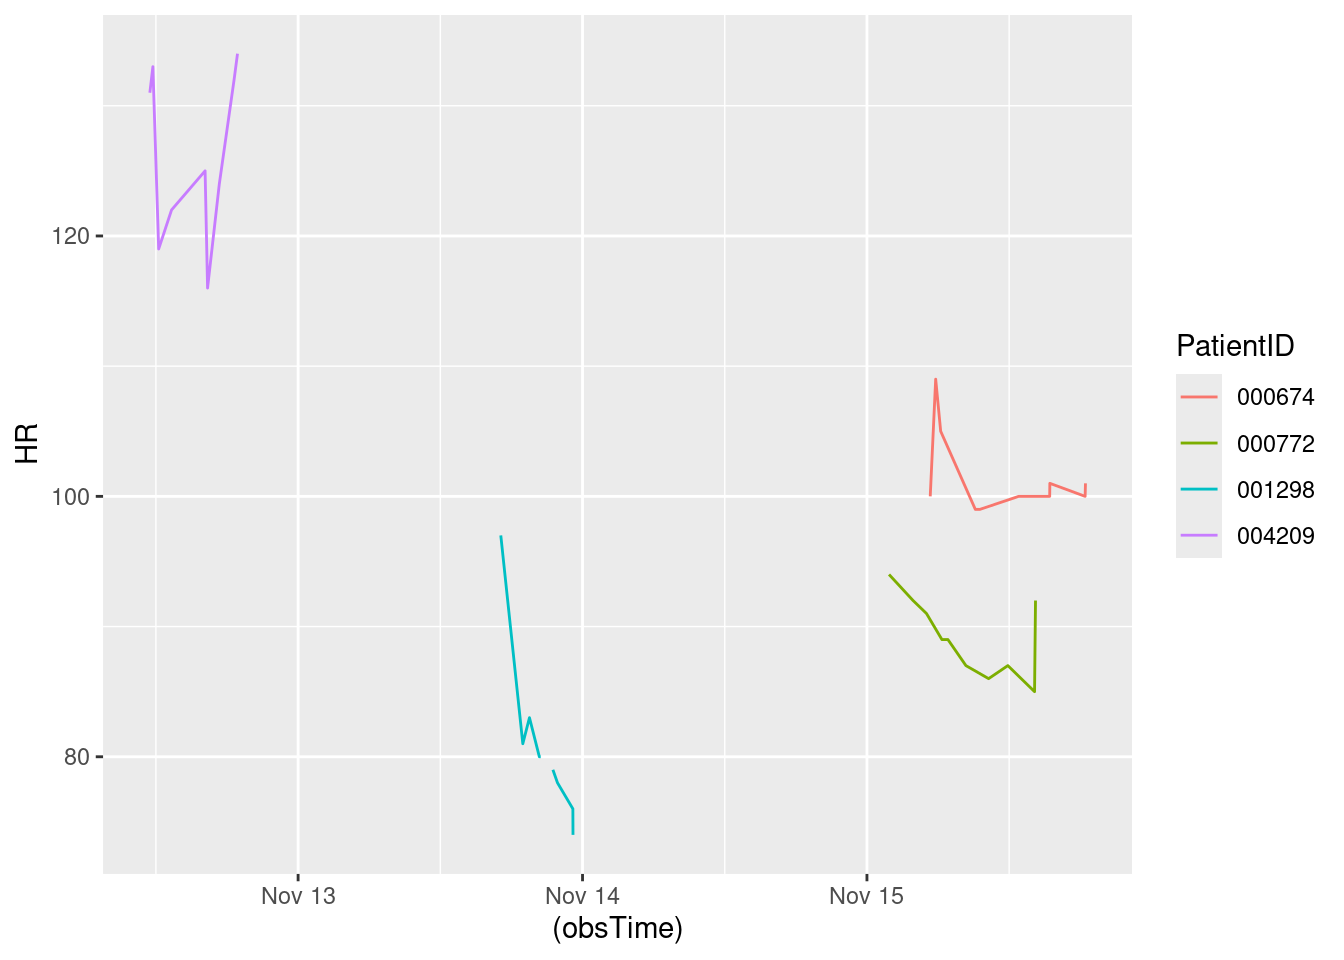 HR
120
100
80
Nov 13
Nov 14
Nov 15
(obsTime)
PatientID
000674
000772
001298
004209